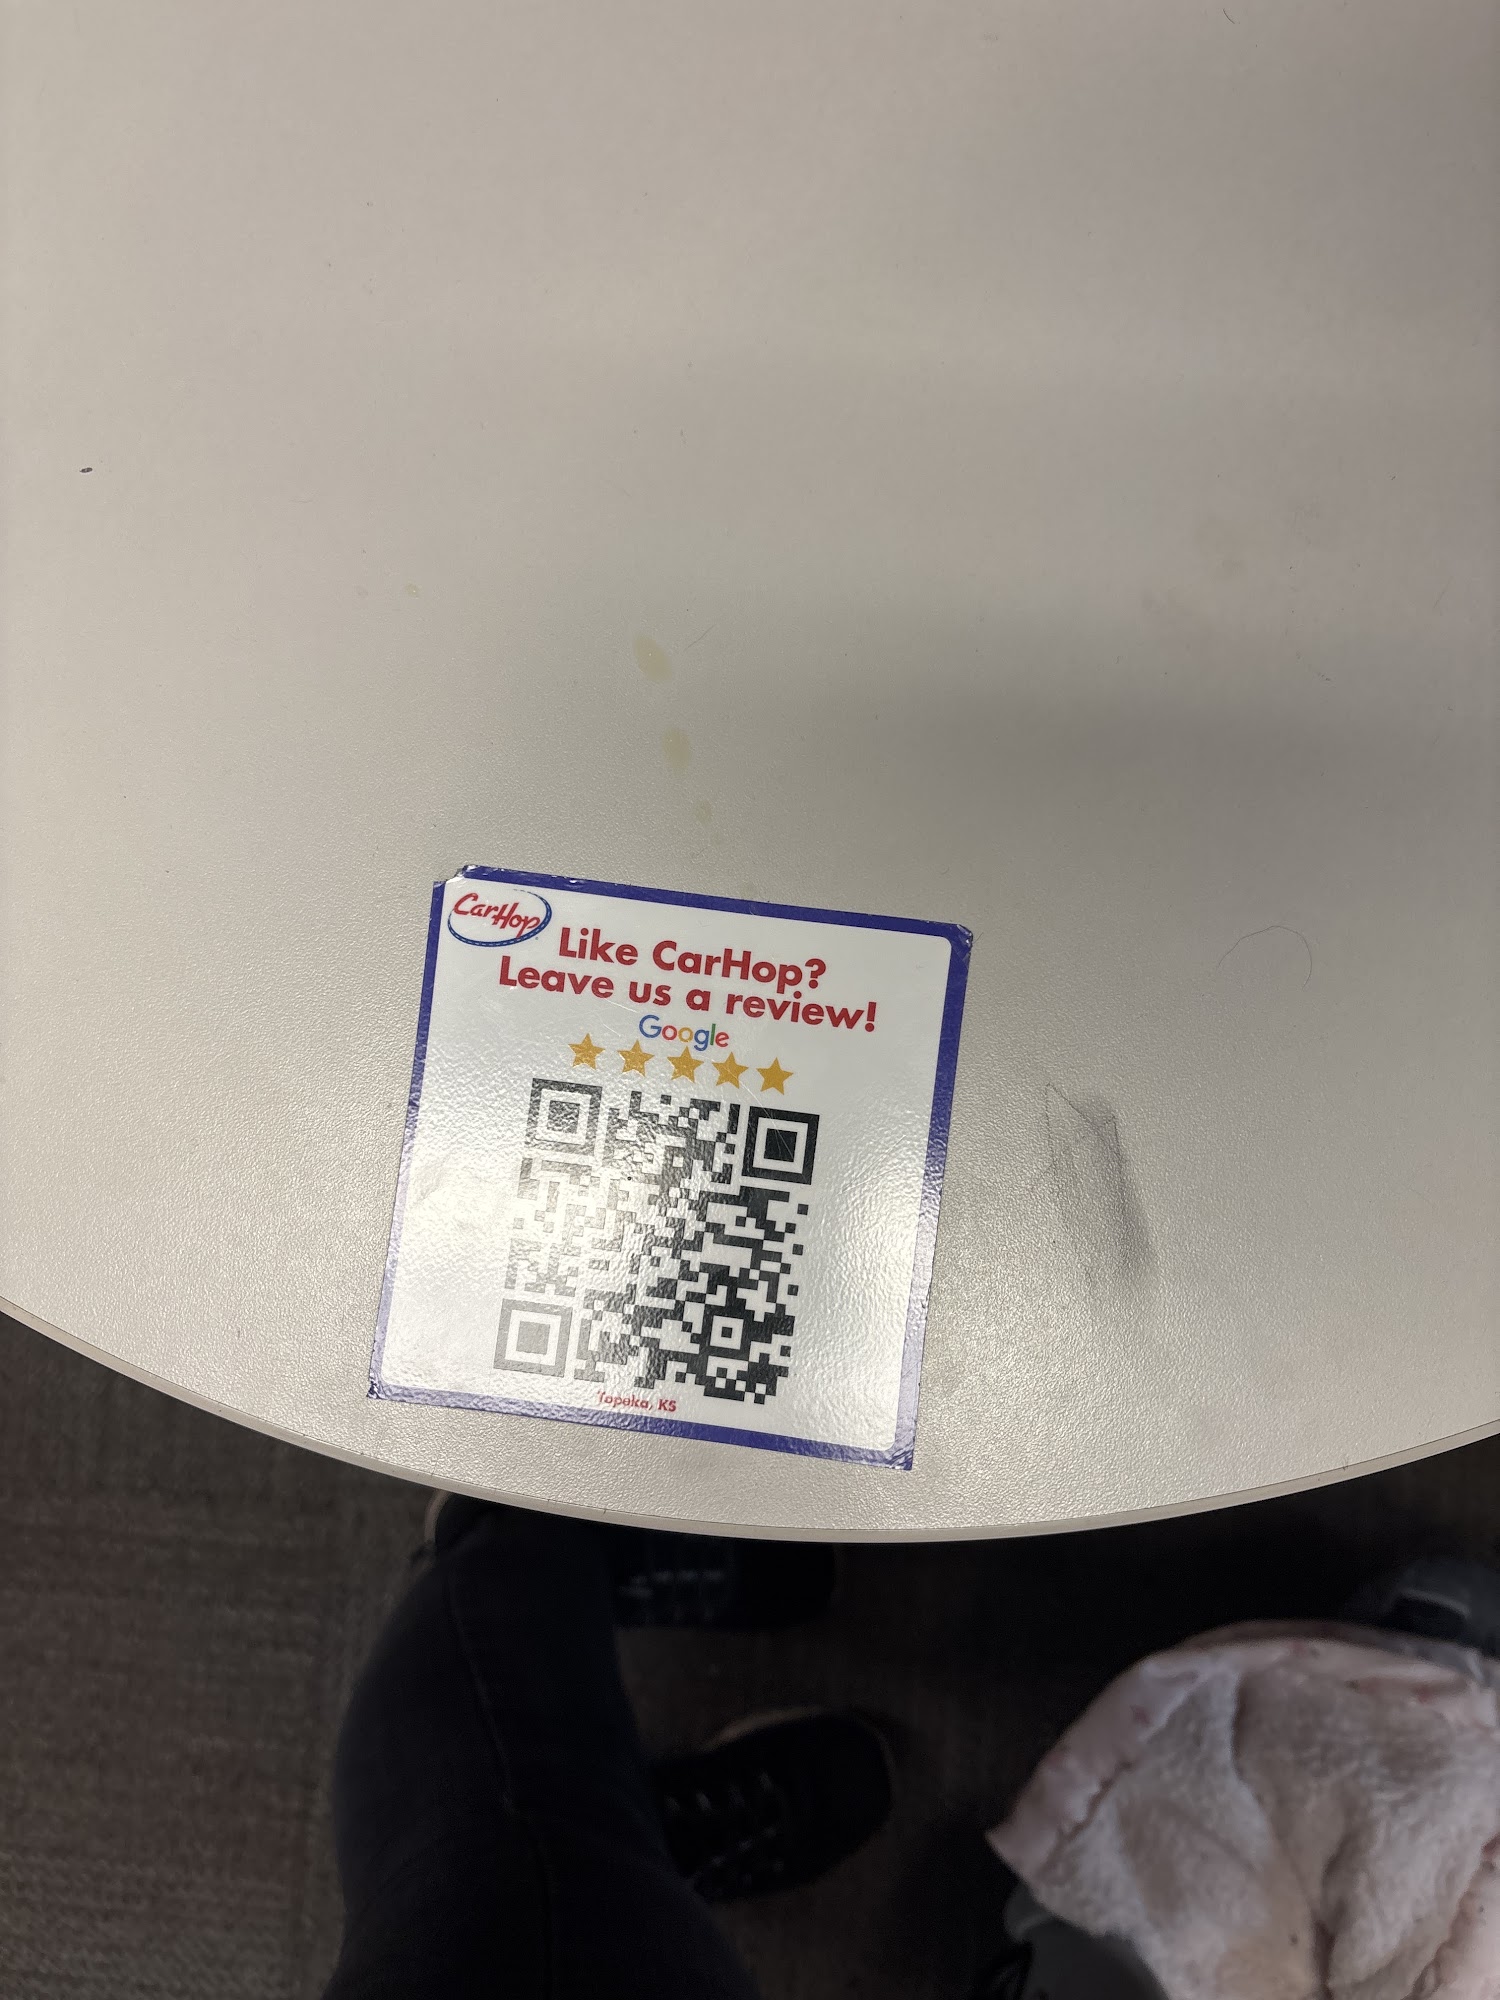 CarHop
Like CarHop?
Leave us a review!
Google
Topeka, KS